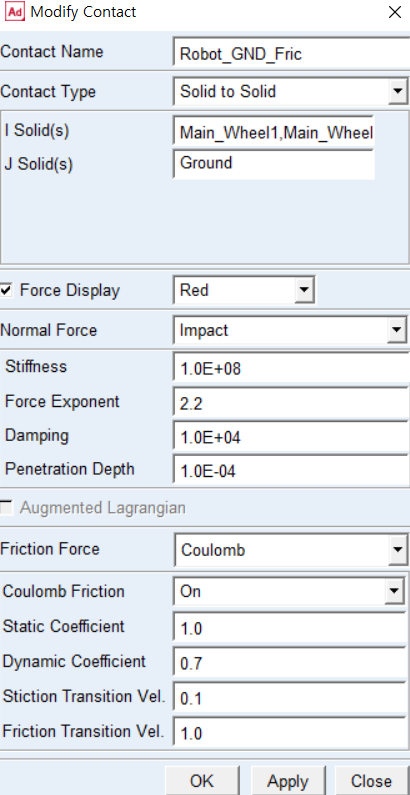 Ad Modify Contact
Contact Name Robot_GND_Fric
Contact Type Solid to Solid
I Solid(s) Main_Wheel1,Main_Wheel
J Solid(s) Ground
Force Display Red
Normal Force Impact
Stiffness 1.0E+08
Force Exponent 2.2
Damping 1.0E+04
Penetration Depth 1.0E-04
Augmented Lagrangian
Friction Force Coulomb
Coulomb Friction On
Static Coefficient 1.0
Dynamic Coefficient 0.7
Stiction Transition Vel. 0.1
Friction Transition Vel. 1.0
OK Apply Close